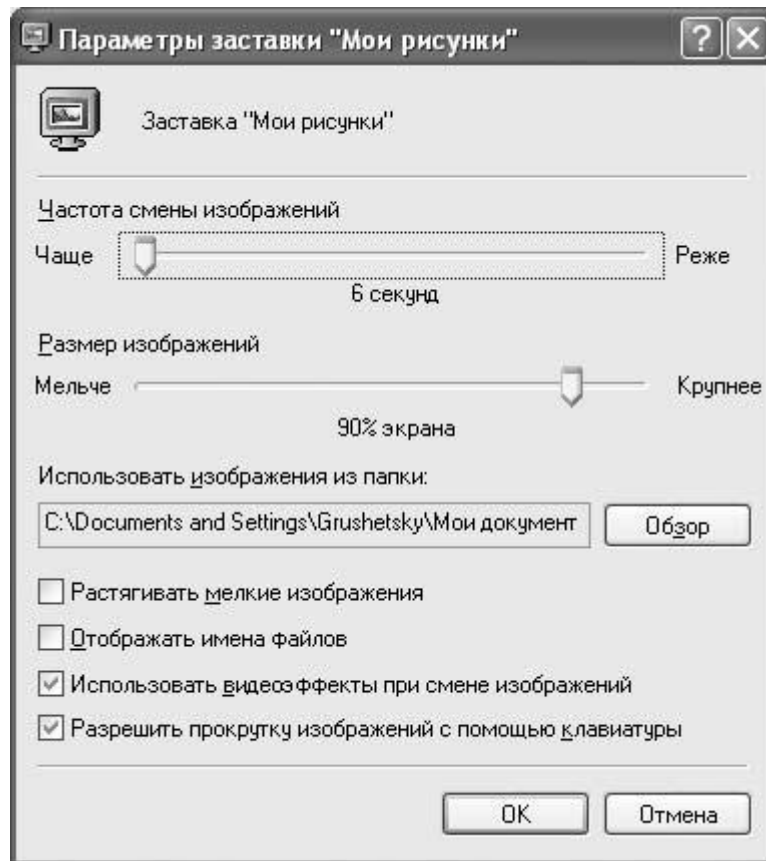 Параметры заставки "Мои рисунки"
Заставка "Мои рисунки"
Частота смены изображений
Чаще Реже
6 секунд
Размер изображений
Мельче Крупнее
90% экрана
Использовать изображения из папки:
C:\Documents and Settings\Grushetsky\Мои документ Обзор
Растягивать мелкие изображения
Отображать имена файлов
Использовать видеоэффекты при смене изображений
Разрешить прокрутку изображений с помощью клавиатуры
ОК Отмена